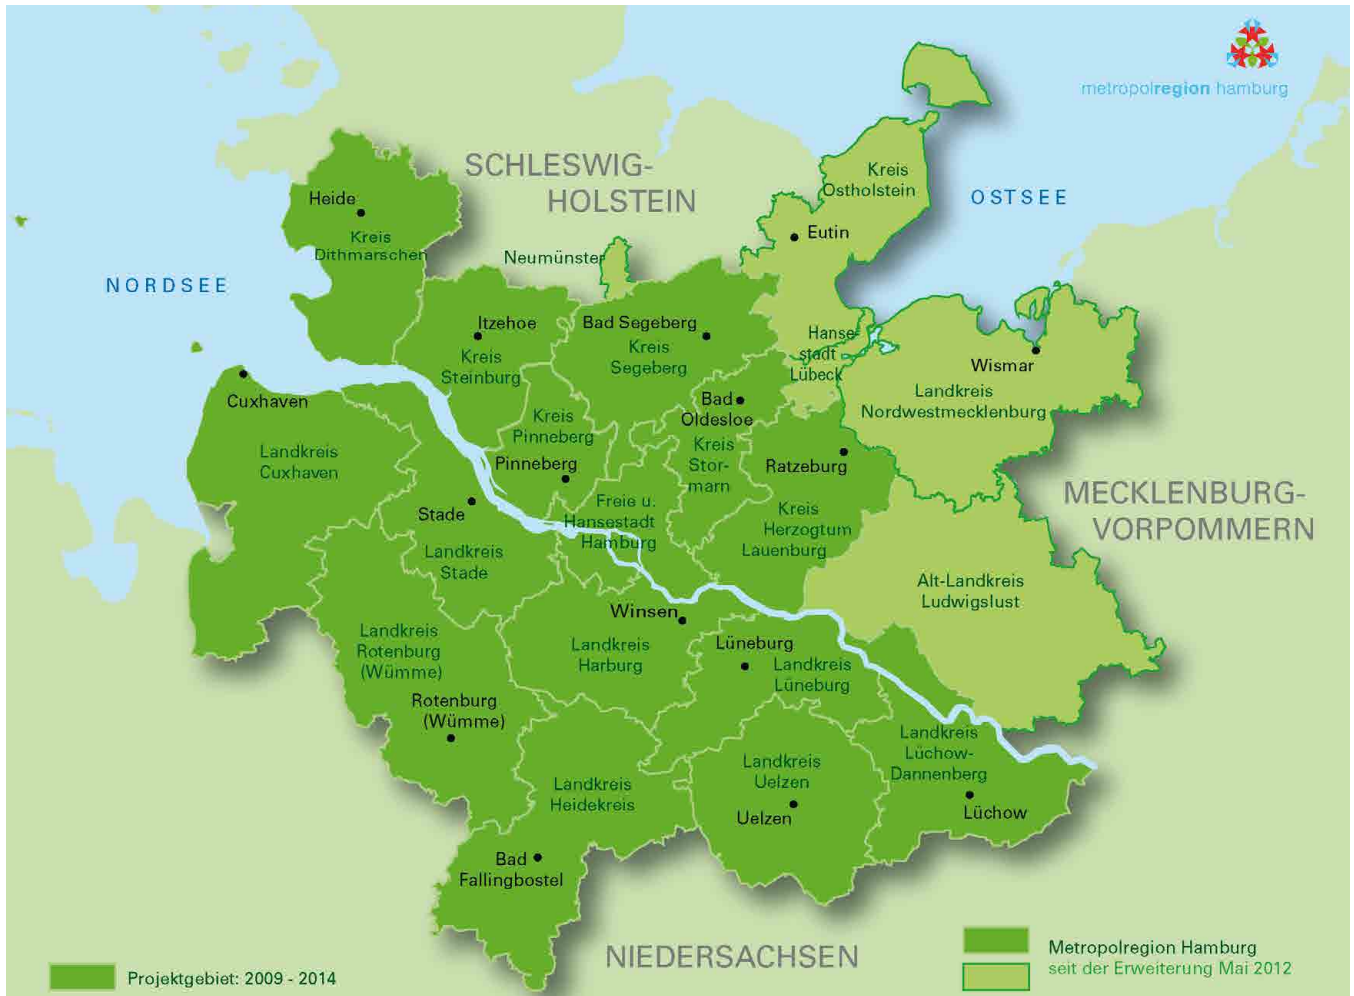 metropolregion hamburg
SCHLESWIG-
HOLSTEIN
Kreis
Ostholstein
OSTSEE
Heide
Kreis
Dithmarschen
Eutin
Neumünster
NORDSEE
Itzehoe
Kreis
Steinburg
Bad Segeberg
Kreis
Segeberg
Hanse-
stadt
Lübeck
Wismar
Landkreis
Nordwestmecklenburg
Cuxhaven
Landkreis
Cuxhaven
Kreis
Pinneberg
Pinneberg
Bad
Oldesloe
Kreis
Stor-
marn
Ratzeburg
Kreis
Herzogtum
Lauenburg
MECKLENBURG-
VORPOMMERN
Stade
Landkreis
Stade
Freie u.
Hansestadt
Hamburg
Alt-Landkreis
Ludwigslust
Winsen
Landkreis
Harburg
Lüneburg
Landkreis
Lüneburg
Landkreis
Rotenburg
(Wümme)
Rotenburg
(Wümme)
Landkreis
Lüchow-
Dannenberg
Lüchow
Landkreis
Uelzen
Uelzen
Landkreis
Heidekreis
Bad
Fallingbostel
NIEDERSACHSEN
Projektgebiet: 2009 - 2014
Metropolregion Hamburg
seit der Erweiterung Mai 2012